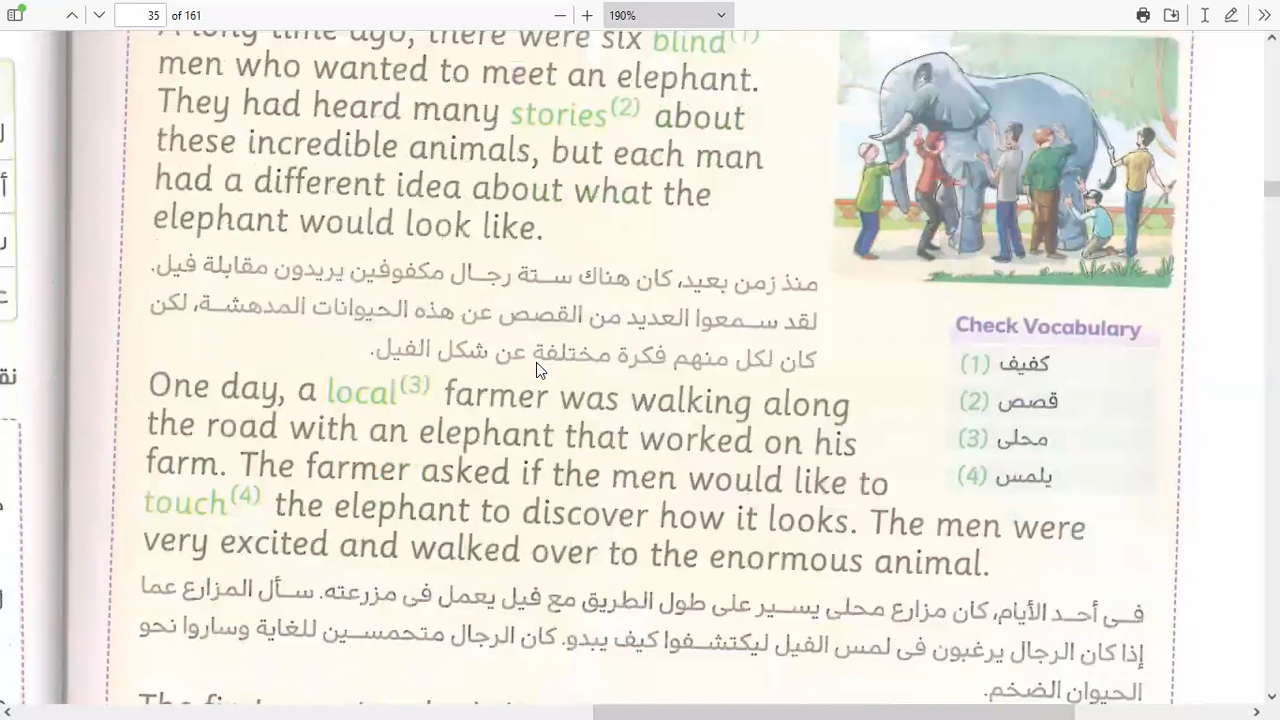 35 of 161
190%
A long time ago, there were six blind(1)
men who wanted to meet an elephant.
They had heard many stories(2) about
these incredible animals, but each man
had a different idea about what the
elephant would look like.
منذ زمن بعيد، كان هناك ستة رجال مكفوفين يريدون مقابلة فيل.
لقد سمعوا العديد من القصص عن هذه الحيوانات المدهشة، لكن
كان لكل منهم فكرة مختلفة عن شكل الفيل.
Check Vocabulary
(1) كفيف
(2) قصص
(3) محلى
(4) يلمس
One day, a local(3) farmer was walking along
the road with an elephant that worked on his
farm. The farmer asked if the men would like to
touch(4) the elephant to discover how it looks. The men were
very excited and walked over to the enormous animal.
فى أحد الأيام، كان مزارع محلى يسير على طول الطريق مع فيل يعمل فى مزرعته. سأل المزارع عما
إذا كان الرجال يرغبون فى لمس الفيل ليكتشفوا كيف يبدو. كان الرجال متحمسين للغاية وساروا نحو
الحيوان الضخم.